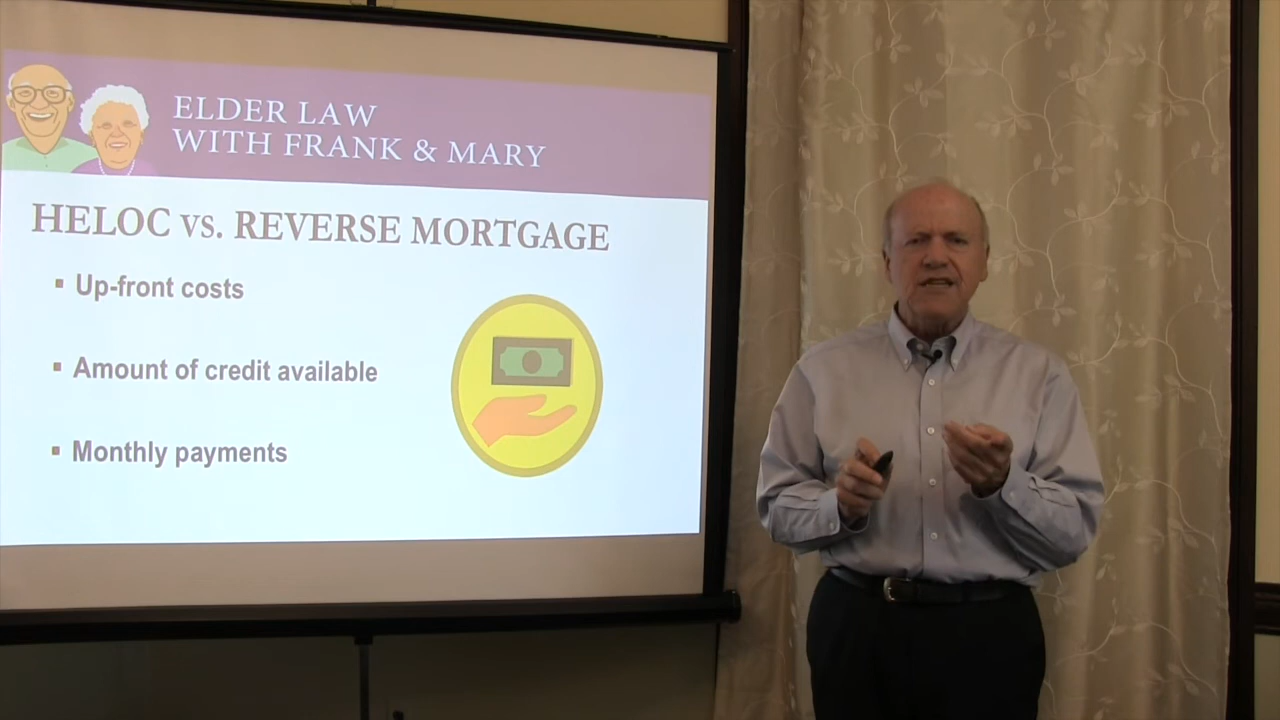 ELDER LAW
WITH FRANK & MARY
HELOC VS. REVERSE MORTGAGE
▪ Up-front costs
▪ Amount of credit available
▪ Monthly payments